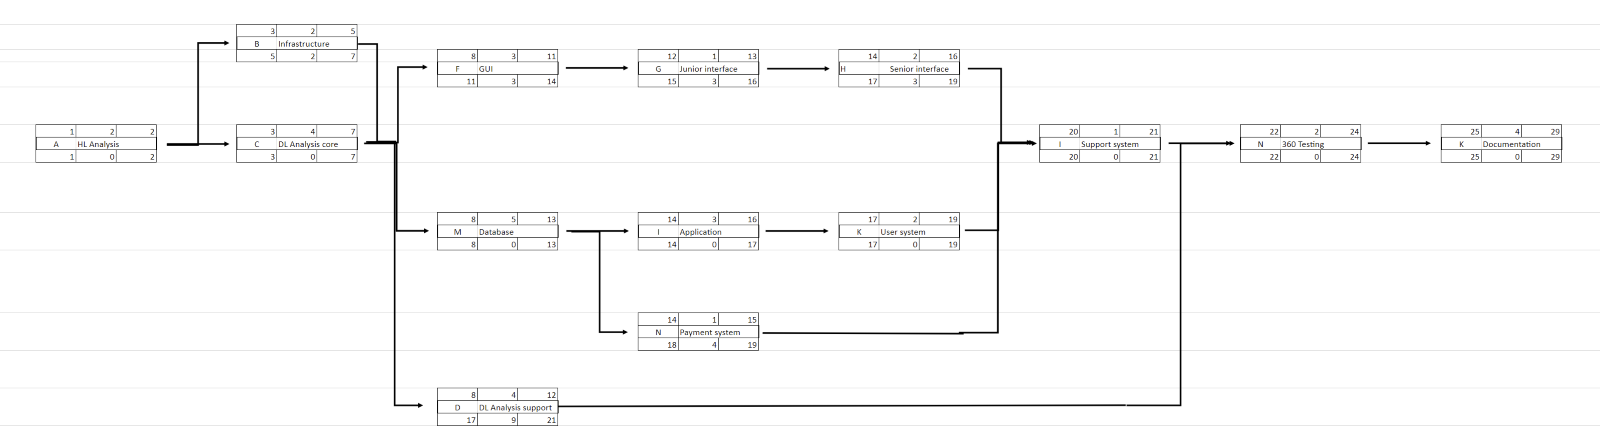 3 2 5
B Infrastructure
5 2 7
8 3 11
F GUI
11 3 14
12 1 13
G Junior interface
15 3 16
14 2 16
H Senior interface
17 3 19
1 2 2
A HL Analysis
1 0 2
3 4 7
C DL Analysis core
3 0 7
20 1 21
I Support system
20 0 21
22 2 24
N 360 Testing
22 0 24
25 4 29
K Documentation
25 0 29
8 5 13
M Database
8 0 13
14 3 16
I Application
14 0 17
17 2 19
K User system
17 0 19
14 1 15
N Payment system
18 4 19
8 4 12
D DL Analysis support
17 9 21